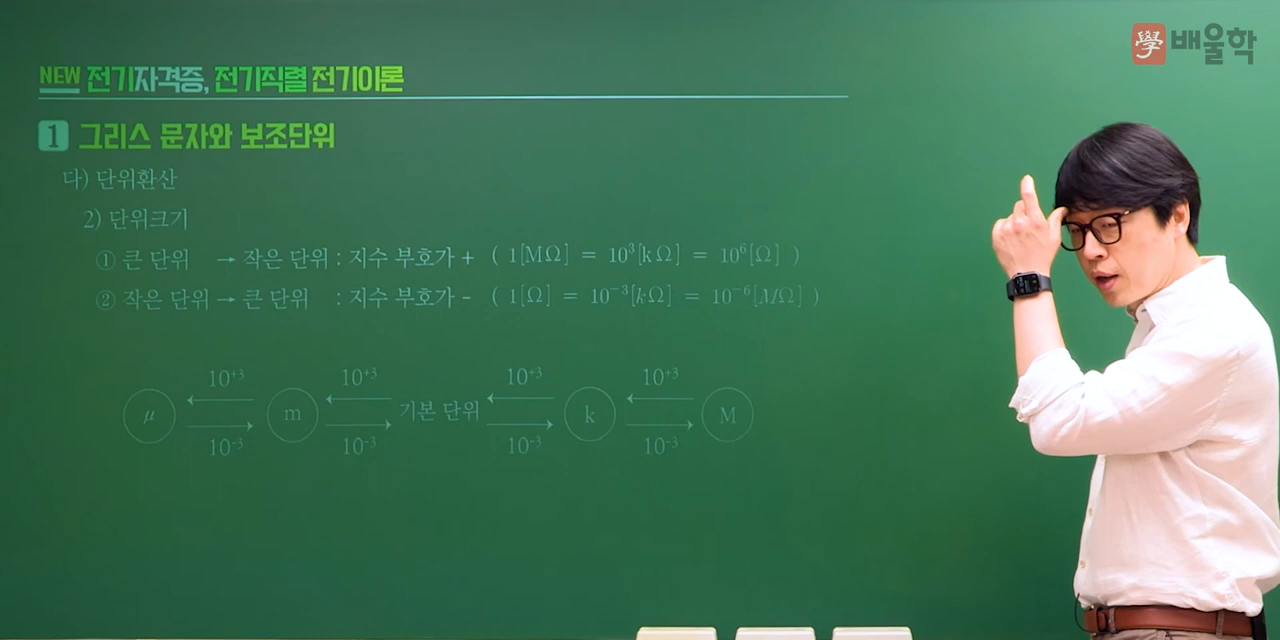 學 배울학
NEW 전기자격증, 전기직렬 전기이론
1 그리스 문자와 보조단위
다) 단위환산
2) 단위크기
① 큰 단위 → 작은 단위 : 지수 부호가 + ( 1[MΩ] = 10³[kΩ] = 10⁶[Ω] )
② 작은 단위 → 큰 단위 : 지수 부호가 - ( 1[Ω] = 10⁻³[kΩ] = 10⁻⁶[MΩ] )
10⁺³ 10⁺³ 10⁺³ 10⁺³
μ m 기본 단위 k M
10⁻³ 10⁻³ 10⁻³ 10⁻³